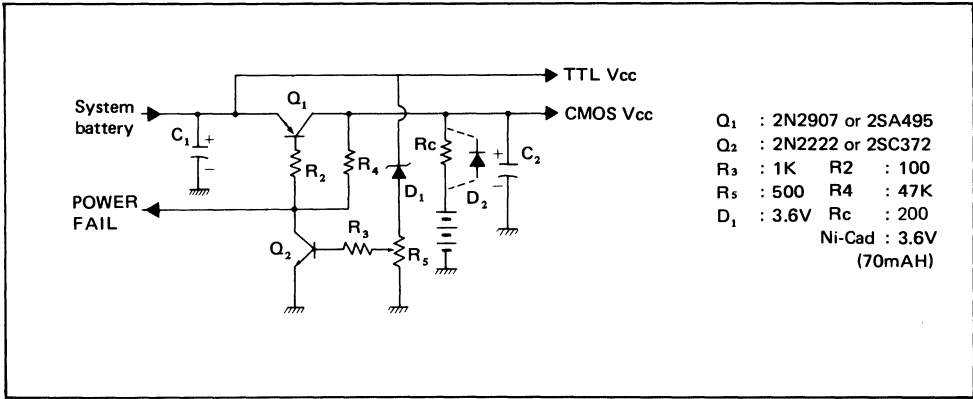 TTL Vcc
System
battery
Q1
CMOS Vcc
C1
+
−
R2
R4
Rc
+
C2
−
D1
D2
POWER
FAIL
Q2
R3
R5
Q1 : 2N2907 or 2SA495
Q2 : 2N2222 or 2SC372
R3 : 1K R2 : 100
R5 : 500 R4 : 47K
D1 : 3.6V Rc : 200
Ni-Cad : 3.6V
(70mAH)